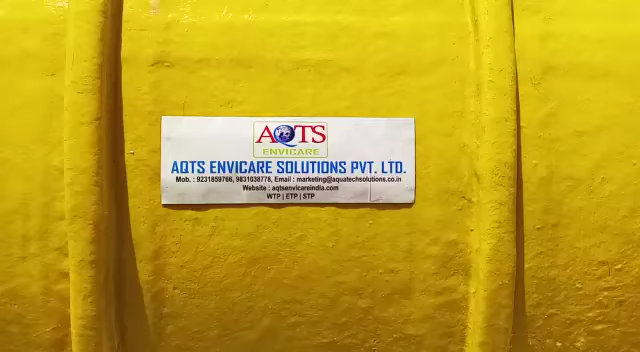 AQTS
ENVICARE
AQTS ENVICARE SOLUTIONS PVT. LTD.
Mob. : 9231859766, 9831038778, Email : marketing@aquatechsolutions.co.in
Website : aqtsenvicareindia.com
WTP | ETP | STP